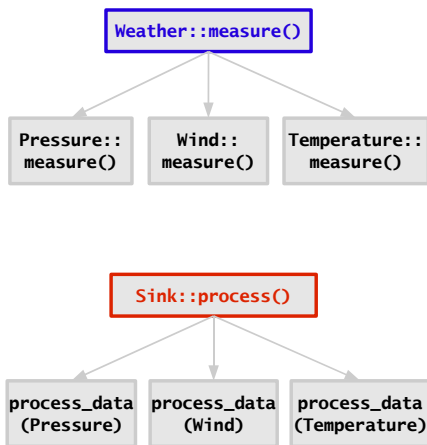 Weather::measure()
Pressure::
measure()
Wind::
measure()
Temperature::
measure()
Sink::process()
process_data
(Pressure)
process_data
(Wind)
process_data
(Temperature)